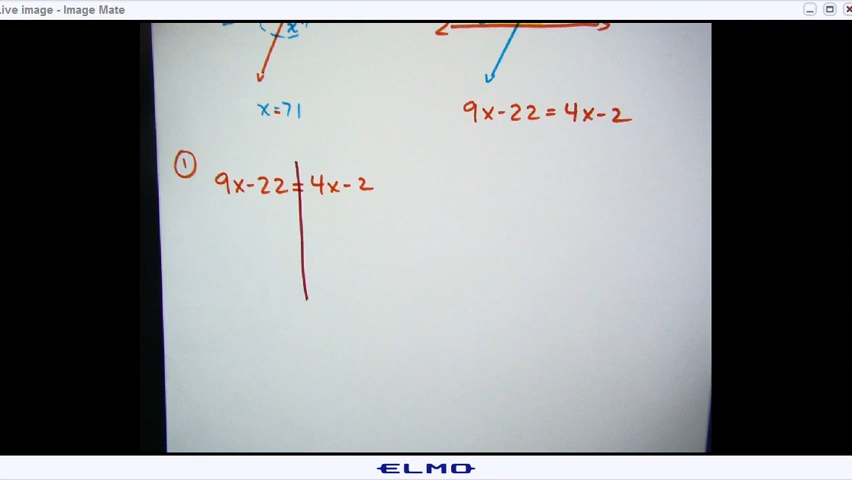 Live image - Image Mate
x
x=71
9x-22=4x-2
1
9x-22=4x-2
ELMO